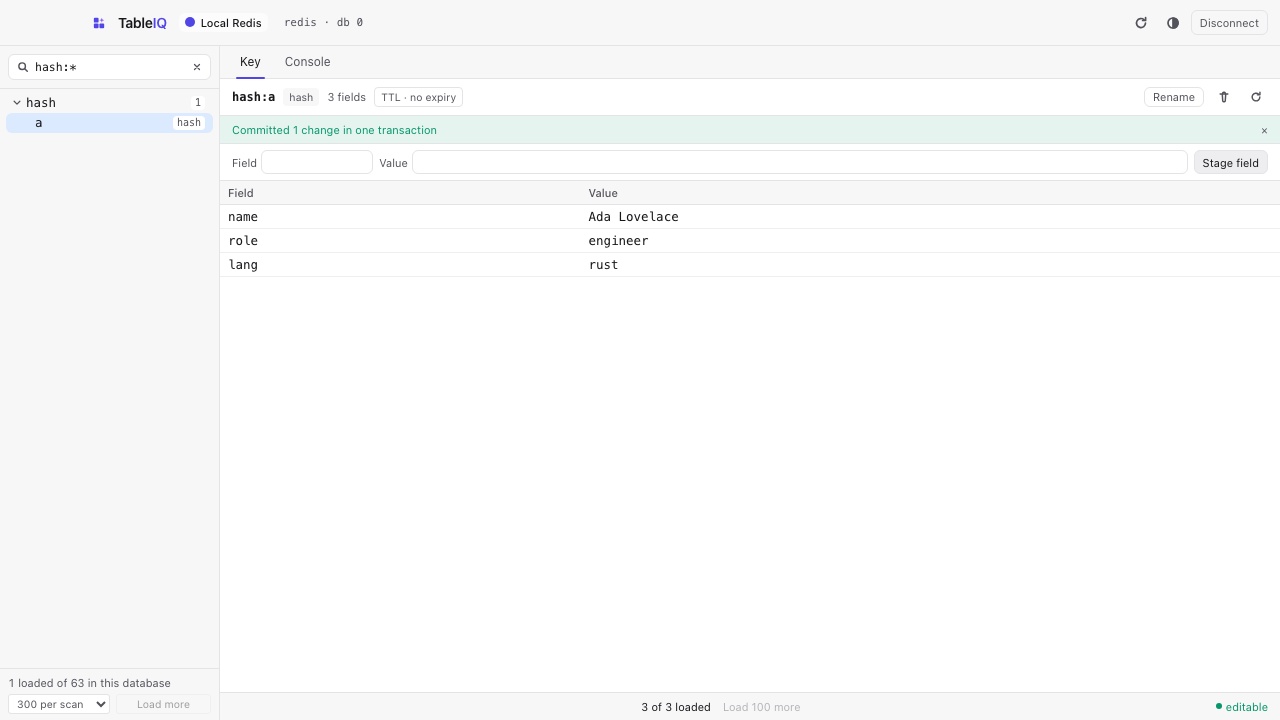 TableIQ Local Redis redis · db 0 Disconnect
hash:* ×
Key Console
hash 1
a hash
hash:a hash 3 fields TTL · no expiry Rename
Committed 1 change in one transaction ×
Field Value Stage field
Field Value
name Ada Lovelace
role engineer
lang rust
1 loaded of 63 in this database
300 per scan Load more
3 of 3 loaded Load 100 more editable